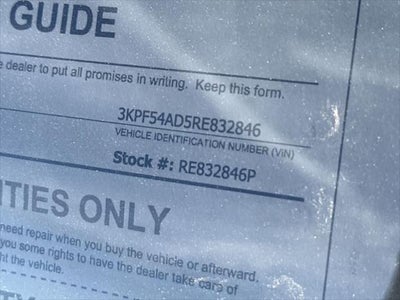 GUIDE
e dealer to put all promises in writing. Keep this form.
3KPF54AD5RE832846
VEHICLE IDENTIFICATION NUMBER (VIN)
Stock #: RE832846P
TIES ONLY
need repair when you buy the vehicle or afterward.
you some rights to have the dealer take care of
ht the vehicle.